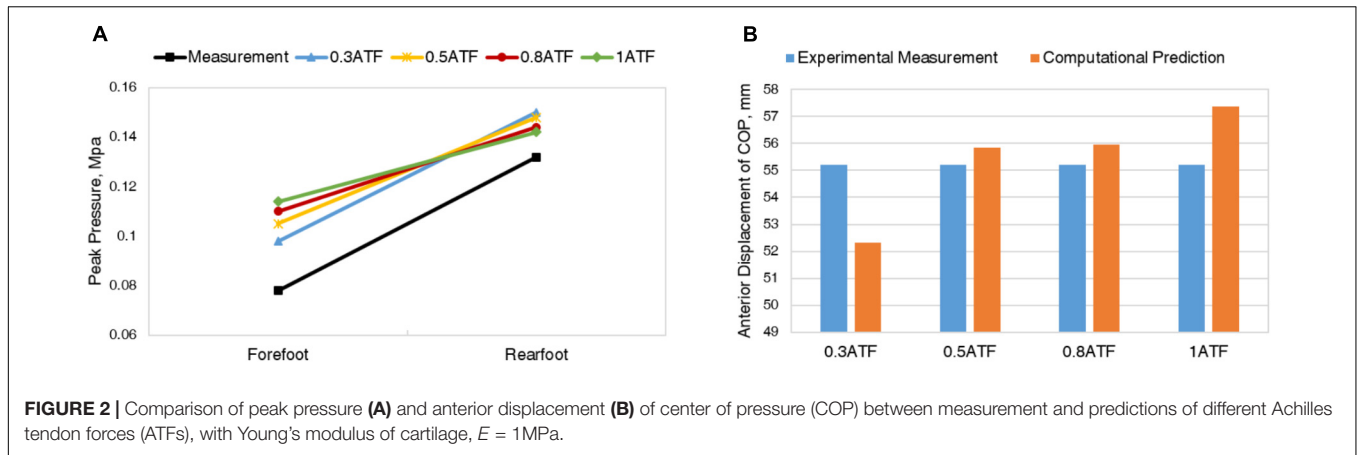 A
Measurement 0.3ATF 0.5ATF 0.8ATF 1ATF
Peak Pressure, Mpa
0.16
0.14
0.12
0.1
0.08
0.06
Forefoot Rearfoot
B
Experimental Measurement Computational Prediction
Anterior Displacement of COP, mm
58
57
56
55
54
53
52
51
50
49
0.3ATF 0.5ATF 0.8ATF 1ATF
FIGURE 2 | Comparison of peak pressure (A) and anterior displacement (B) of center of pressure (COP) between measurement and predictions of different Achilles
tendon forces (ATFs), with Young's modulus of cartilage, E = 1MPa.